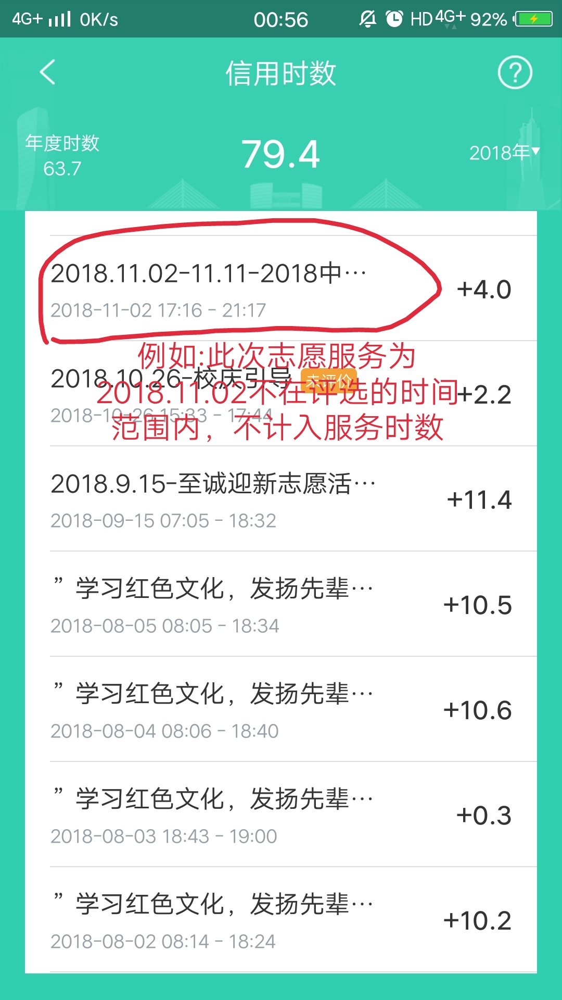 4G+ 0K/s 00:56 HD 4G+ 92%
信用时数
年度时数
63.7
79.4
2018年
2018.11.02-11.11-2018中…
+4.0
2018-11-02 17:16 - 21:17
例如:此次志愿服务为
2018.10.26-校庆引导 未评价
2018.11.02不在评选的时间
+2.2
2018-10-26 15:33 - 17:44
范围内，不计入服务时数
2018.9.15-至诚迎新志愿活…
+11.4
2018-09-15 07:05 - 18:32
”学习红色文化，发扬先辈…
+10.5
2018-08-05 08:05 - 18:34
”学习红色文化，发扬先辈…
+10.6
2018-08-04 08:06 - 18:40
”学习红色文化，发扬先辈…
+0.3
2018-08-03 18:43 - 19:00
”学习红色文化，发扬先辈…
+10.2
2018-08-02 08:14 - 18:24